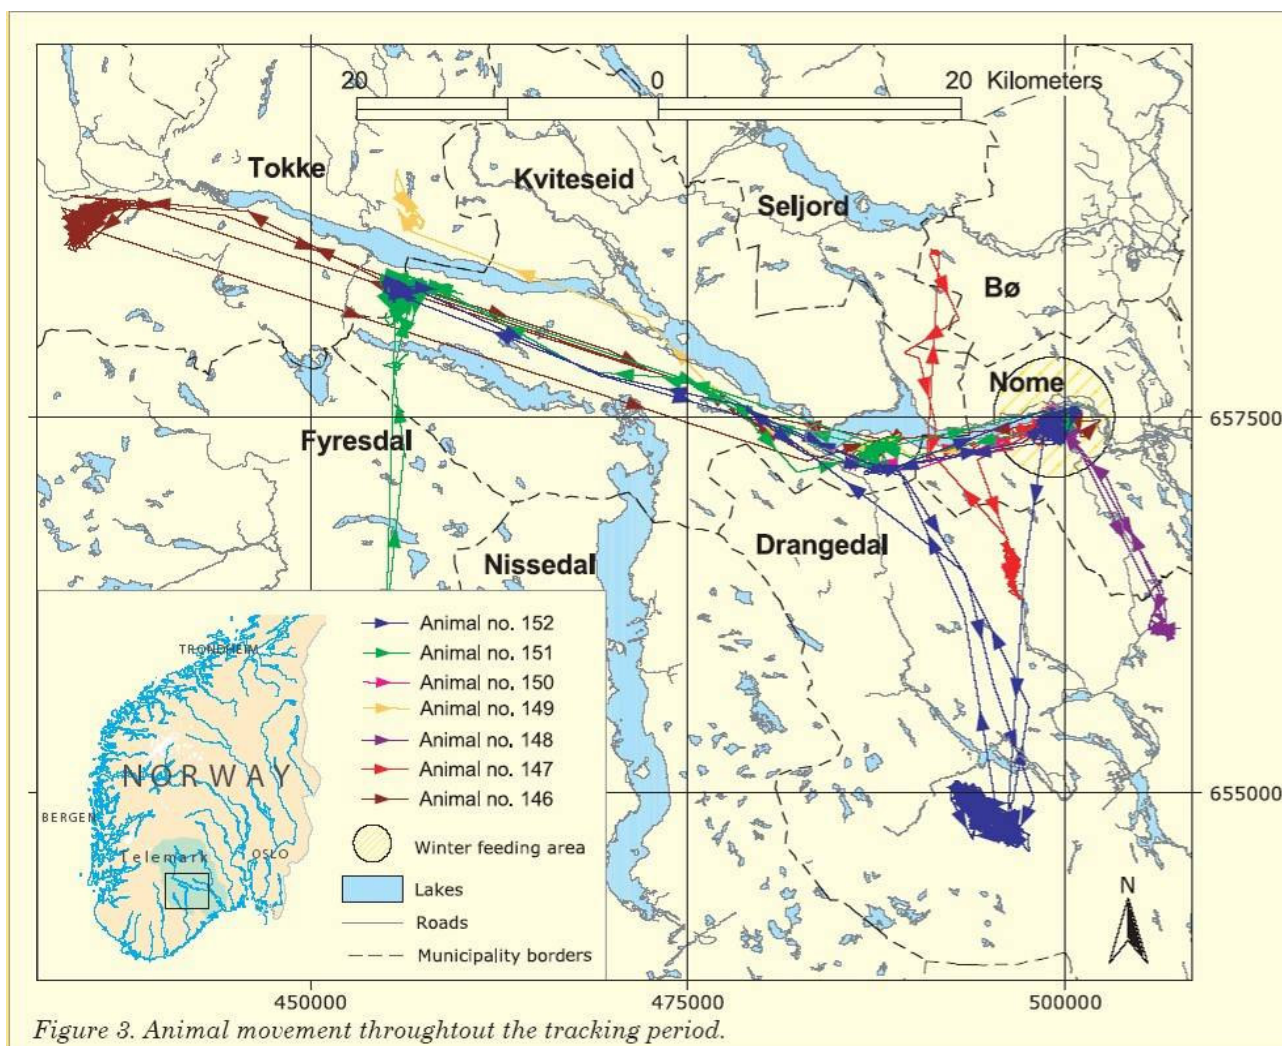 20 0 20 Kilometers
Tokke
Kviteseid
Seljord
Bø
Nome
657500
Fyresdal
Drangedal
Nissedal
655000
TRONDHEIM
NORWAY
BERGEN
Telemark
OSLO
Animal no. 152
Animal no. 151
Animal no. 150
Animal no. 149
Animal no. 148
Animal no. 147
Animal no. 146
Winter feeding area
Lakes
Roads
Municipality borders
N
450000 475000 500000
Figure 3. Animal movement throughtout the tracking period.